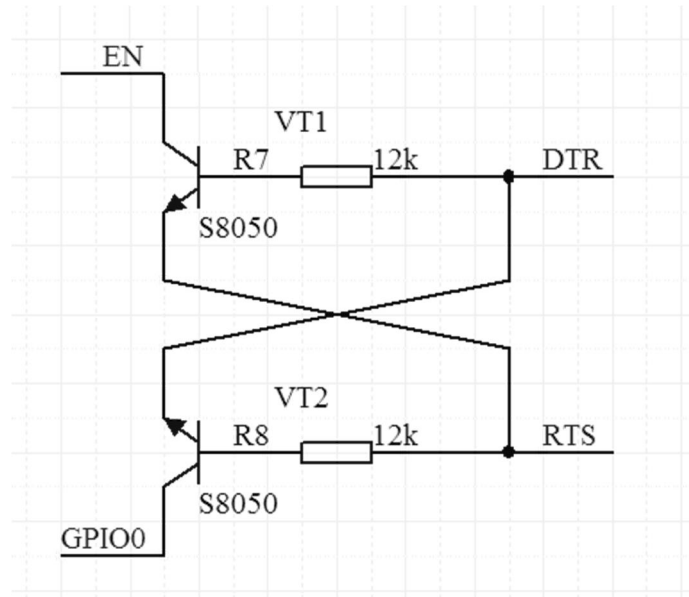 EN
VT1
R7 12k DTR
S8050
VT2
R8 12k RTS
S8050
GPIO0